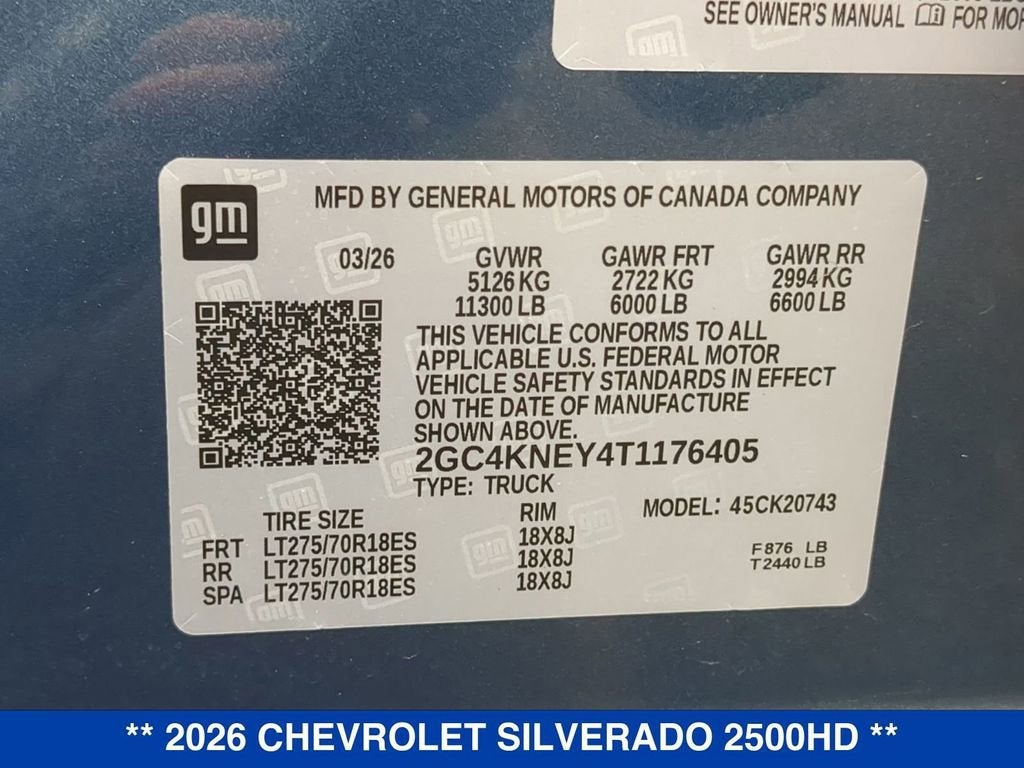 SEE OWNER'S MANUAL FOR MOR
gm
MFD BY GENERAL MOTORS OF CANADA COMPANY
03/26 GVWR GAWR FRT GAWR RR
5126 KG 2722 KG 2994 KG
11300 LB 6000 LB 6600 LB
THIS VEHICLE CONFORMS TO ALL
APPLICABLE U.S. FEDERAL MOTOR
VEHICLE SAFETY STANDARDS IN EFFECT
ON THE DATE OF MANUFACTURE
SHOWN ABOVE.
2GC4KNEY4T1176405
TYPE: TRUCK
TIRE SIZE RIM MODEL: 45CK20743
FRT LT275/70R18ES 18X8J
RR LT275/70R18ES 18X8J
SPA LT275/70R18ES 18X8J
F 876 LB
T 2440 LB
** 2026 CHEVROLET SILVERADO 2500HD **